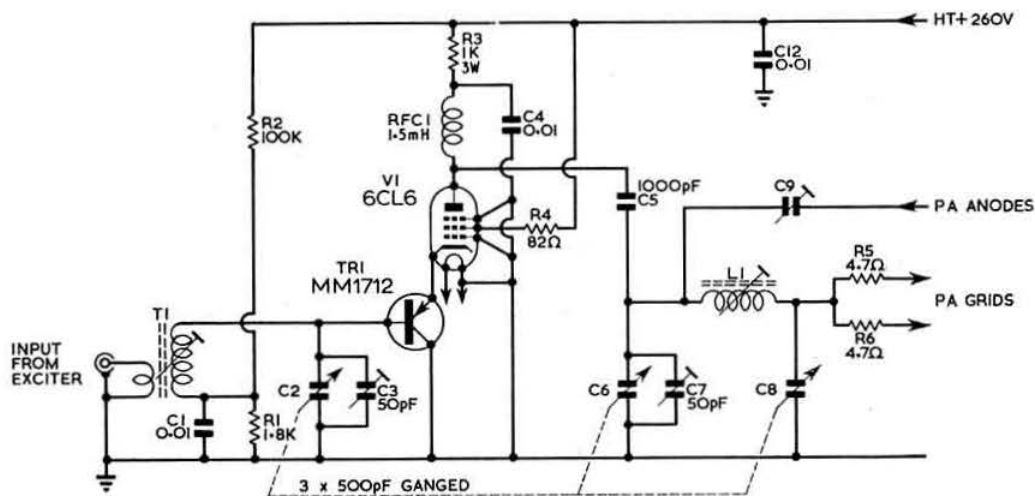 HT+260V
R3
1K
3W
C12
0.01
R2
100K
RFC1
1.5mH
C4
0.01
V1
6CL6
1000pF
C5
C9
PA ANODES
R4
82Ω
R5
4.7Ω
TR1
MM1712
L1
PA GRIDS
T1
R6
4.7Ω
INPUT
FROM
EXCITER
C2
C3
50pF
C6
C7
50pF
C8
C1
0.01
R1
1.8K
3 x 500pF GANGED